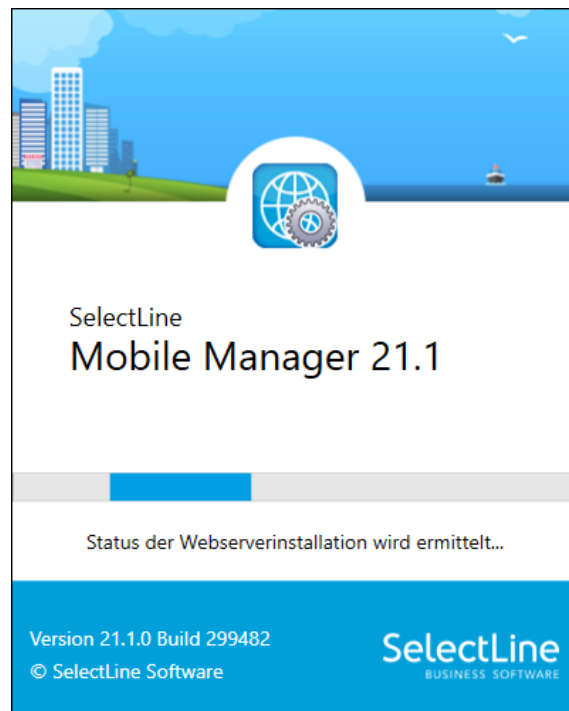 SelectLine
Mobile Manager 21.1
Status der Webserverinstallation wird ermittelt...
Version 21.1.0 Build 299482
© SelectLine Software
SelectLine
BUSINESS SOFTWARE